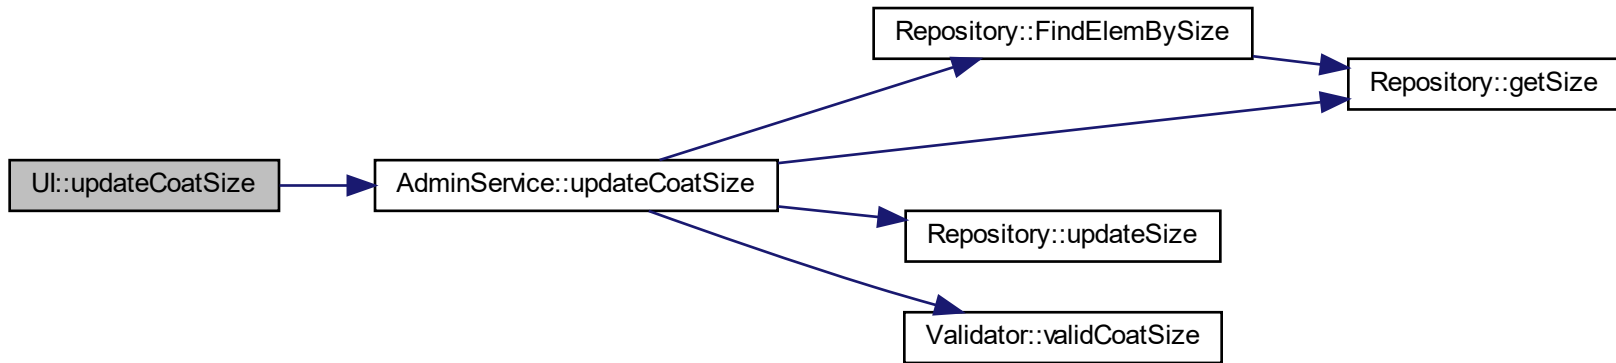 Repository::FindElemBySize
Repository::getSize
UI::updateCoatSize
AdminService::updateCoatSize
Repository::updateSize
Validator::validCoatSize